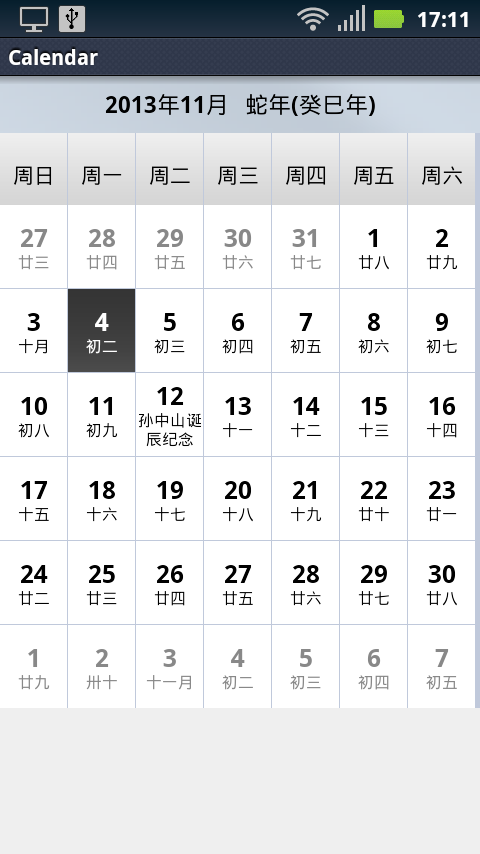 17:11
Calendar
2013年11月 蛇年(癸巳年)
周日 周一 周二 周三 周四 周五 周六
27 28 29 30 31 1 2
廿三 廿四 廿五 廿六 廿七 廿八 廿九
3 4 5 6 7 8 9
十月 初二 初三 初四 初五 初六 初七
10 11 12 13 14 15 16
初八 初九 孙中山诞 十一 十二 十三 十四
辰纪念
17 18 19 20 21 22 23
十五 十六 十七 十八 十九 廿十 廿一
24 25 26 27 28 29 30
廿二 廿三 廿四 廿五 廿六 廿七 廿八
1 2 3 4 5 6 7
廿九 卅十 十一月 初二 初三 初四 初五